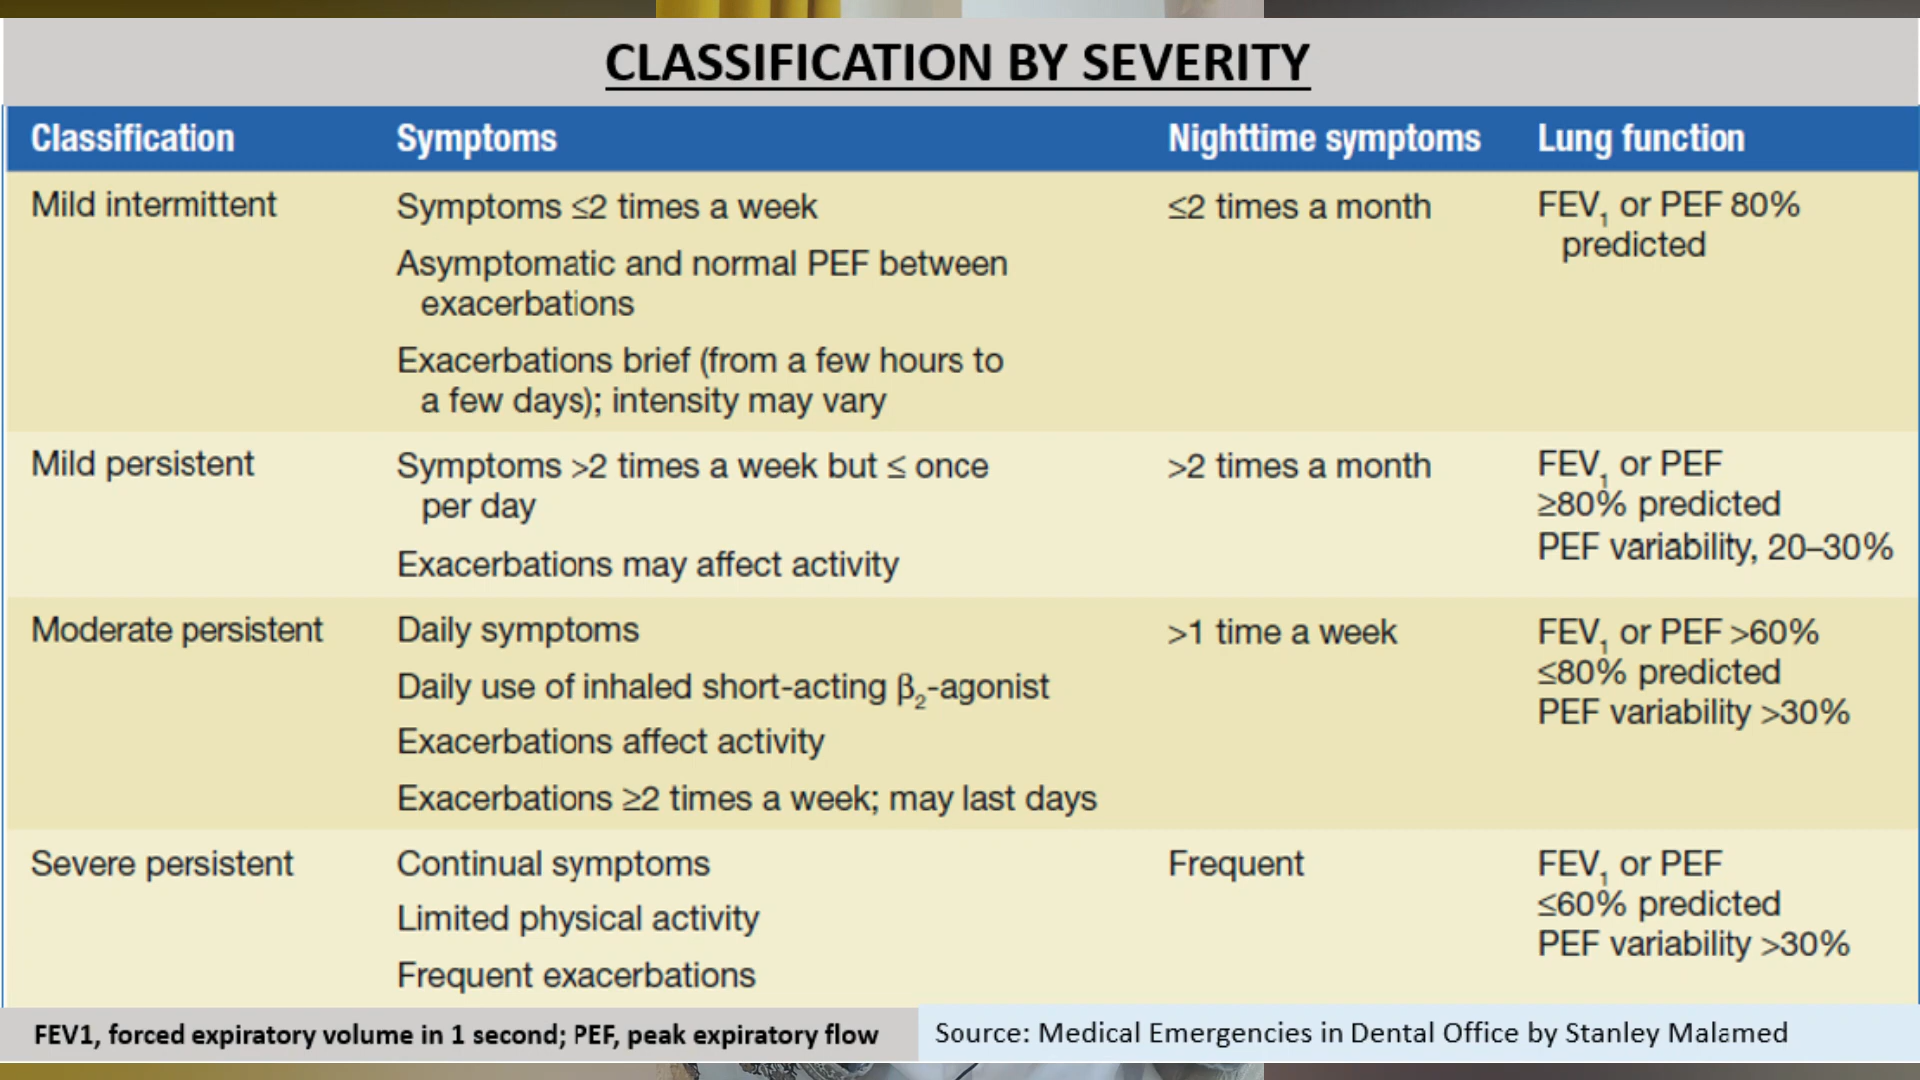 CLASSIFICATION BY SEVERITY
Classification Symptoms Nighttime symptoms Lung function
Mild intermittent
Symptoms ≤2 times a week
Asymptomatic and normal PEF between
exacerbations
Exacerbations brief (from a few hours to
a few days); intensity may vary
≤2 times a month
FEV1 or PEF 80%
predicted
Mild persistent
Symptoms >2 times a week but ≤ once
per day
Exacerbations may affect activity
>2 times a month
FEV1 or PEF
≥80% predicted
PEF variability, 20–30%
Moderate persistent
Daily symptoms
Daily use of inhaled short-acting β2-agonist
Exacerbations affect activity
Exacerbations ≥2 times a week; may last days
>1 time a week
FEV1 or PEF >60%
≤80% predicted
PEF variability >30%
Severe persistent
Continual symptoms
Limited physical activity
Frequent exacerbations
Frequent
FEV1 or PEF
≤60% predicted
PEF variability >30%
FEV1, forced expiratory volume in 1 second; PEF, peak expiratory flow
Source: Medical Emergencies in Dental Office by Stanley Malamed